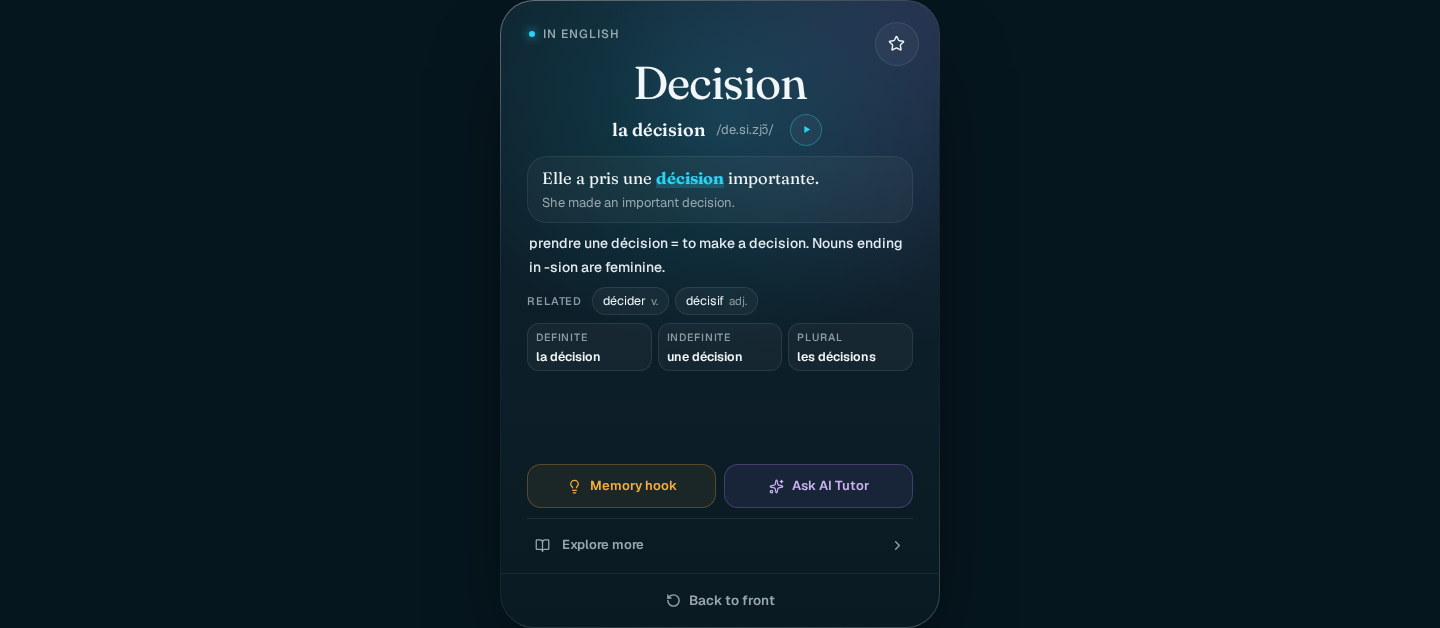 IN ENGLISH
Decision
la décision /de.si.zjɔ̃/
Elle a pris une décision importante.
She made an important decision.
prendre une décision = to make a decision. Nouns ending
in -sion are feminine.
RELATED décider v. décisif adj.
DEFINITE INDEFINITE PLURAL
la décision une décision les décisions
Memory hook Ask AI Tutor
Explore more
Back to front